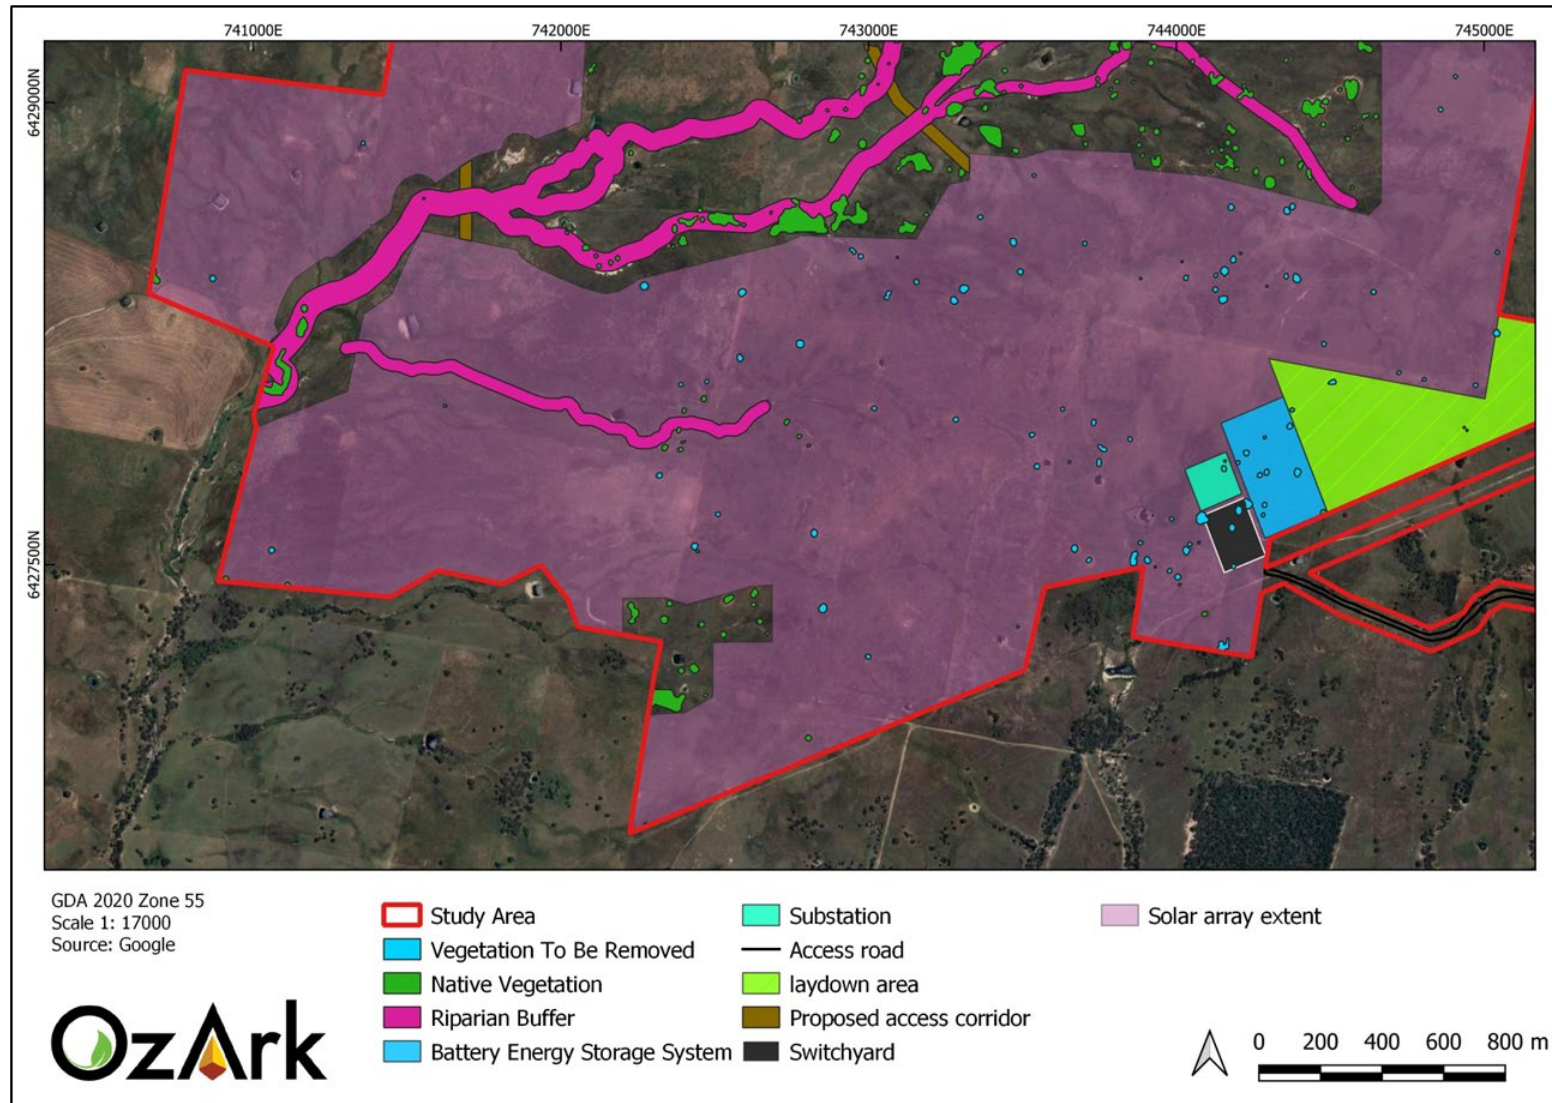 741000E 742000E 743000E 744000E 745000E
6429000N
6427500N
GDA 2020 Zone 55
Scale 1: 17000
Source: Google
OzArk
Study Area
Vegetation To Be Removed
Native Vegetation
Riparian Buffer
Battery Energy Storage System
Substation
Access road
laydown area
Proposed access corridor
Switchyard
Solar array extent
0 200 400 600 800 m